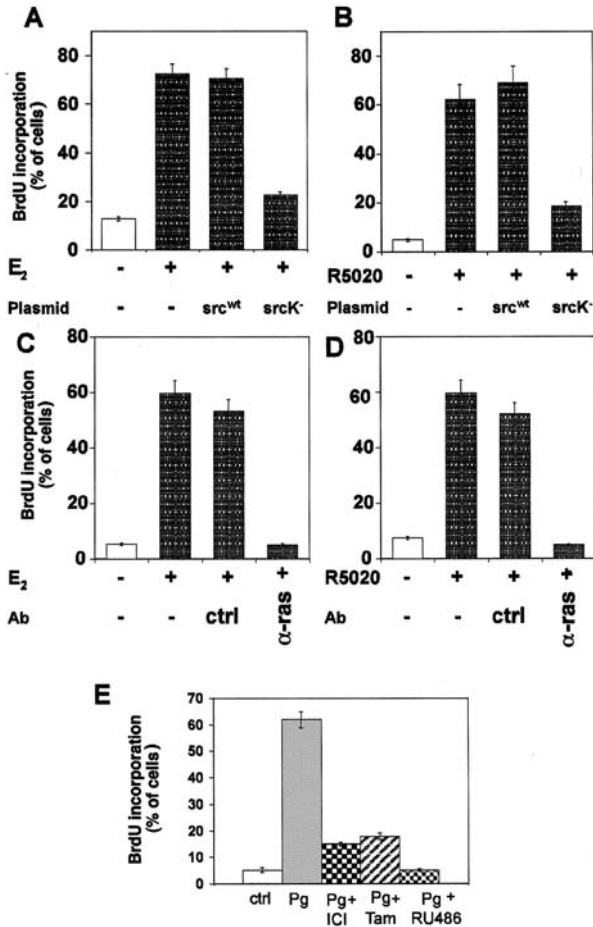 A
BrdU incorporation
(% of cells)
80
60
40
20
0
E2 - + + +
Plasmid - - srcwt srcK-
B
80
60
40
20
0
R5020 - + + +
Plasmid - - srcwt srcK-
C
BrdU incorporation
(% of cells)
80
60
40
20
0
E2 - + + +
Ab - - ctrl α-ras
D
80
60
40
20
0
R5020 - + + +
Ab - - ctrl α-ras
E
BrdU incorporation
(% of cells)
70
60
50
40
30
20
10
0
ctrl Pg Pg+ Pg+ Pg +
ICI Tam RU486